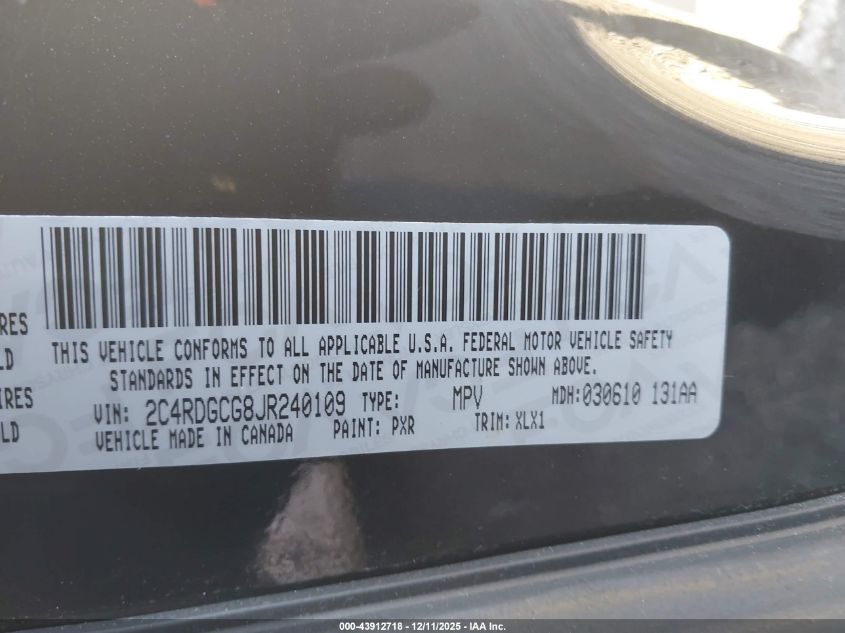 RES
THIS VEHICLE CONFORMS TO ALL APPLICABLE U.S.A. FEDERAL MOTOR VEHICLE SAFETY
LD
STANDARDS IN EFFECT ON THE DATE OF MANUFACTURE SHOWN ABOVE.
IRES
VIN: 2C4RDGCG8JR240109 TYPE: MPV MDH:030610 131AA
LD
VEHICLE MADE IN CANADA PAINT: PXR TRIM: XLX1
000-43912718 - 12/11/2025 - IAA Inc.